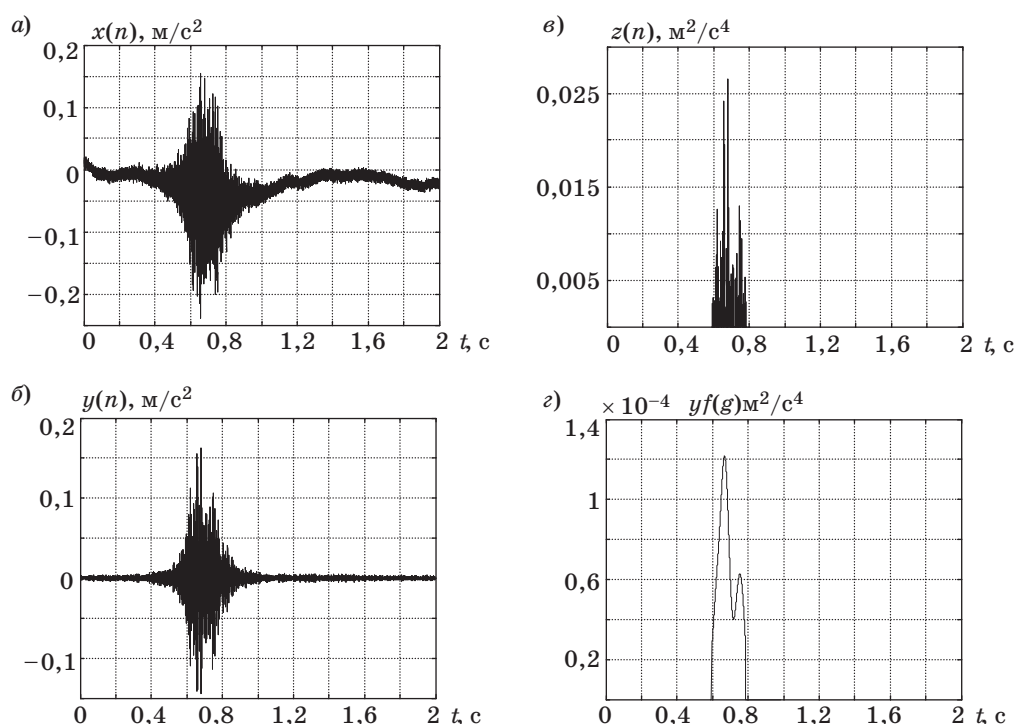 а) x(n), м/с²
0,2
0,1
0
−0,1
−0,2
0 0,4 0,8 1,2 1,6 2 t, с
в) z(n), м²/с⁴
0,025
0,015
0,005
0 0,4 0,8 1,2 1,6 2 t, с
б) y(n), м/с²
0,2
0,1
0
−0,1
0 0,4 0,8 1,2 1,6 2 t, с
г) × 10⁻⁴ yf(g)м²/с⁴
1,4
1
0,6
0,2
0 0,4 0,8 1,2 1,6 2 t, с